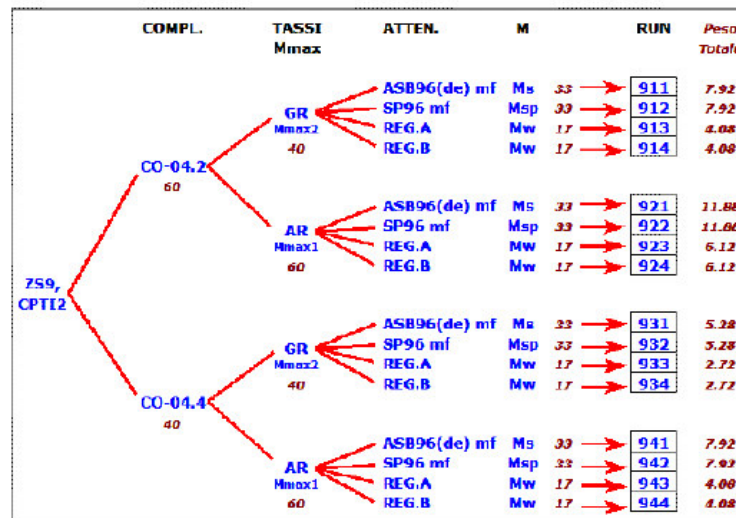 COMPL. TASSI ATTEN. M RUN Peso
Mmax Totale
ASB96(de) mf Ms 33 911 7.92
SP96 mf Msp 33 912 7.92
GR
Mmax2 REG.A Mw 17 913 4.08
40 REG.B Mw 17 914 4.08
CO-04.2
60
ASB96(de) mf Ms 33 921 11.88
SP96 mf Msp 33 922 11.88
AR
Mmax1 REG.A Mw 17 923 6.12
60 REG.B Mw 17 924 6.12
ZS9,
CPTI2
ASB96(de) mf Ms 33 931 5.28
SP96 mf Msp 33 932 5.28
GR
Mmax2 REG.A Mw 17 933 2.72
40 REG.B Mw 17 934 2.72
CO-04.4
40
ASB96(de) mf Ms 33 941 7.92
SP96 mf Msp 33 942 7.92
AR
Mmax1 REG.A Mw 17 943 4.08
60 REG.B Mw 17 944 4.08